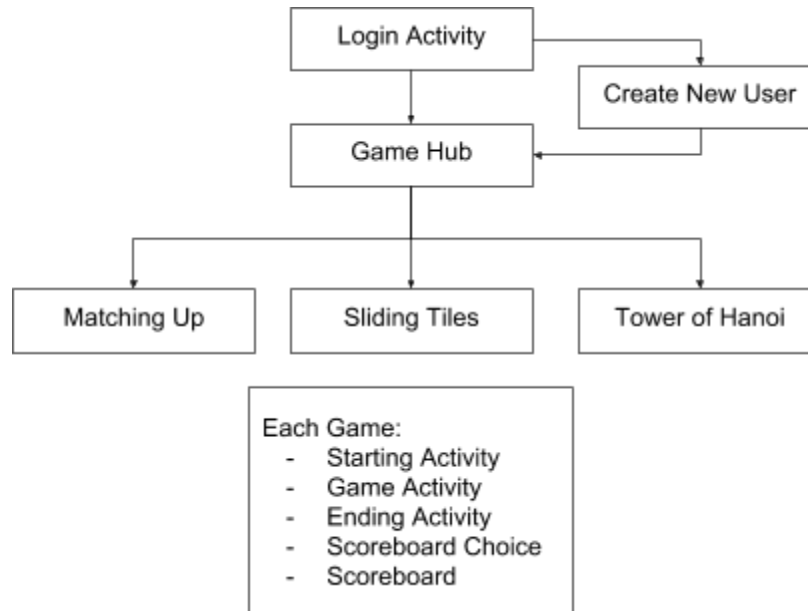 Login Activity
Create New User
Game Hub
Matching Up
Sliding Tiles
Tower of Hanoi
Each Game:
- Starting Activity
- Game Activity
- Ending Activity
- Scoreboard Choice
- Scoreboard